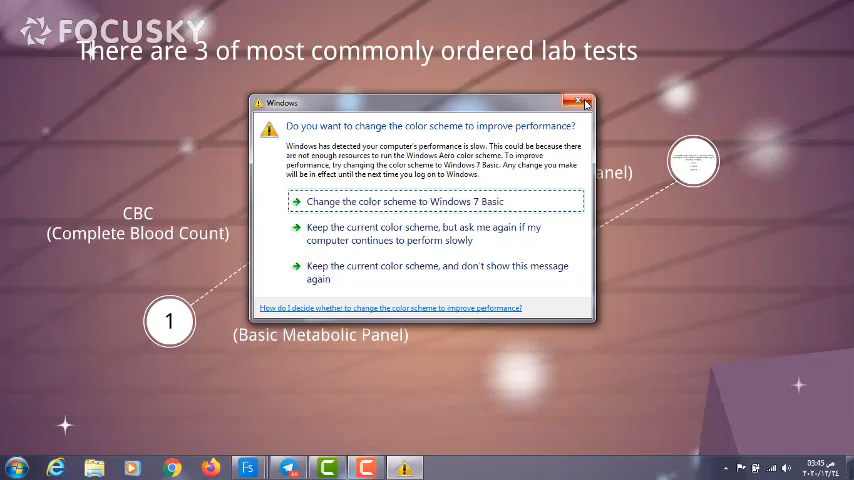 FOCUSKY
There are 3 of most commonly ordered lab tests
Windows
Do you want to change the color scheme to improve performance?
Windows has detected your computer's performance is slow. This could be because there
are not enough resources to run the Windows Aero color scheme. To improve
performance, try changing the color scheme to Windows 7 Basic. Any change you make
will be in effect until the next time you log on to Windows.
Change the color scheme to Windows 7 Basic
Keep the current color scheme, but ask me again if my
computer continues to perform slowly
Keep the current color scheme, and don't show this message
again
How do I decide whether to change the color scheme to improve performance?
CBC
(Complete Blood Count)
1
(Basic Metabolic Panel)
Fs
03:45 ص
٢٠٢٠/١٢/٢٤